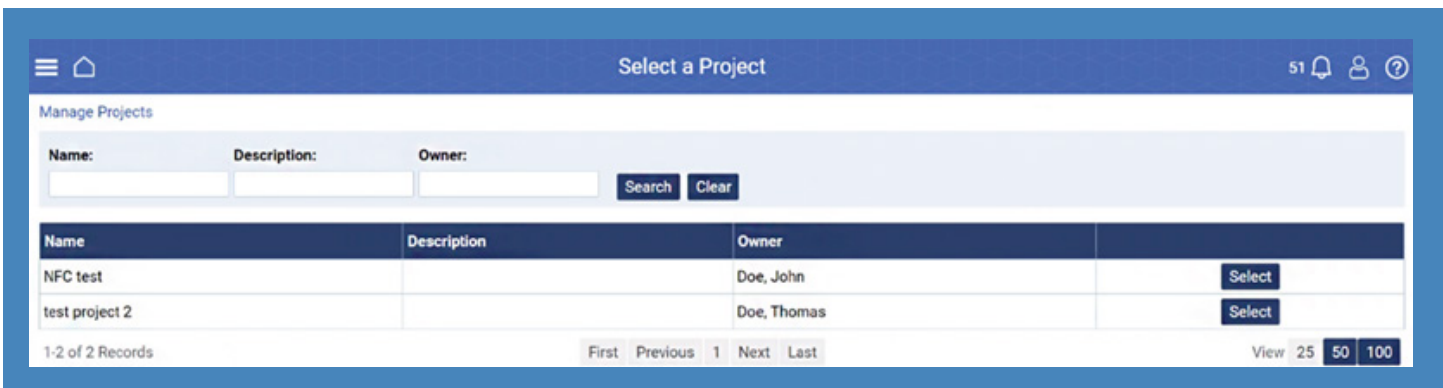 Select a Project 51
Manage Projects
Name: Description: Owner:
Search Clear
Name Description Owner
NFC test Doe, John Select
test project 2 Doe, Thomas Select
1-2 of 2 Records First Previous 1 Next Last View 25 50 100